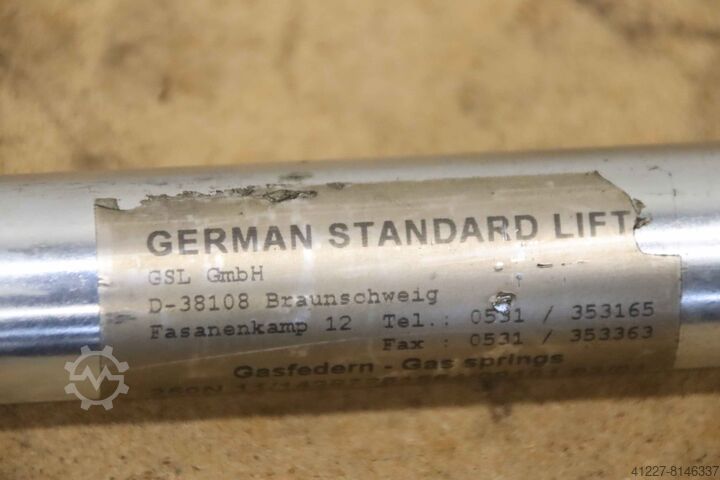 GERMAN STANDARD LIFT
GSL GmbH
D-38108 Braunschweig
Fasanenkamp 12 Tel.: 0531 / 353165
Fax : 0531 / 353363
Gasfedern - Gas springs
41227-8146337